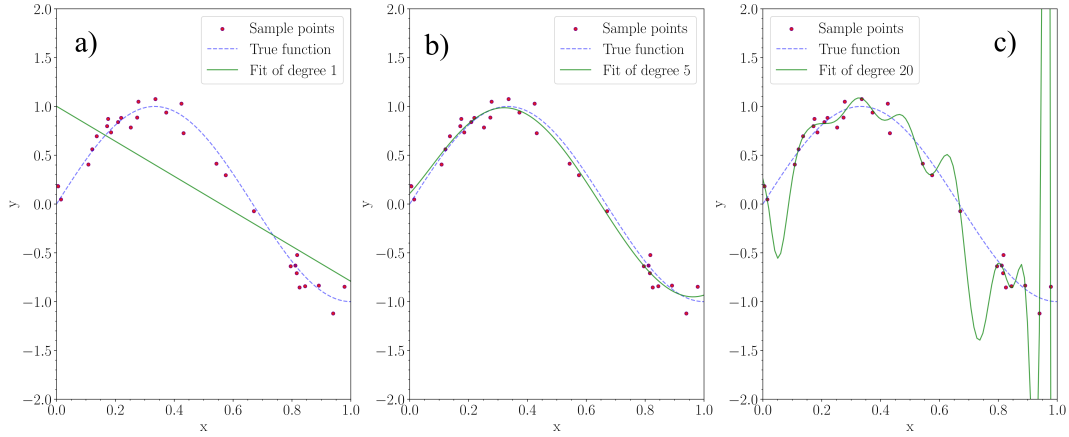 a)
Sample points
True function
Fit of degree 1
2.0
1.5
1.0
0.5
0.0
−0.5
−1.0
−1.5
−2.0
y
0.0 0.2 0.4 0.6 0.8 1.0
x
b)
Sample points
True function
Fit of degree 5
2.0
1.5
1.0
0.5
0.0
−0.5
−1.0
−1.5
−2.0
y
0.0 0.2 0.4 0.6 0.8 1.0
x
Sample points
True function
Fit of degree 20
c)
2.0
1.5
1.0
0.5
0.0
−0.5
−1.0
−1.5
−2.0
y
0.0 0.2 0.4 0.6 0.8 1.0
x